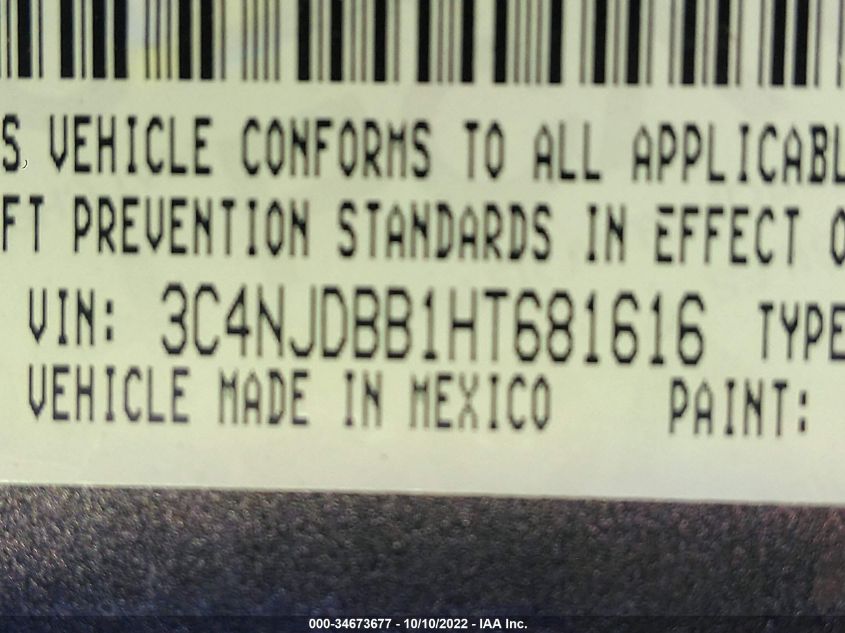 S VEHICLE CONFORMS TO ALL APPLICABL
FT PREVENTION STANDARDS IN EFFECT O
VIN: 3C4NJDBB1HT681616 TYPE
VEHICLE MADE IN MEXICO PAINT:
000-34673677 - 10/10/2022 - IAA Inc.